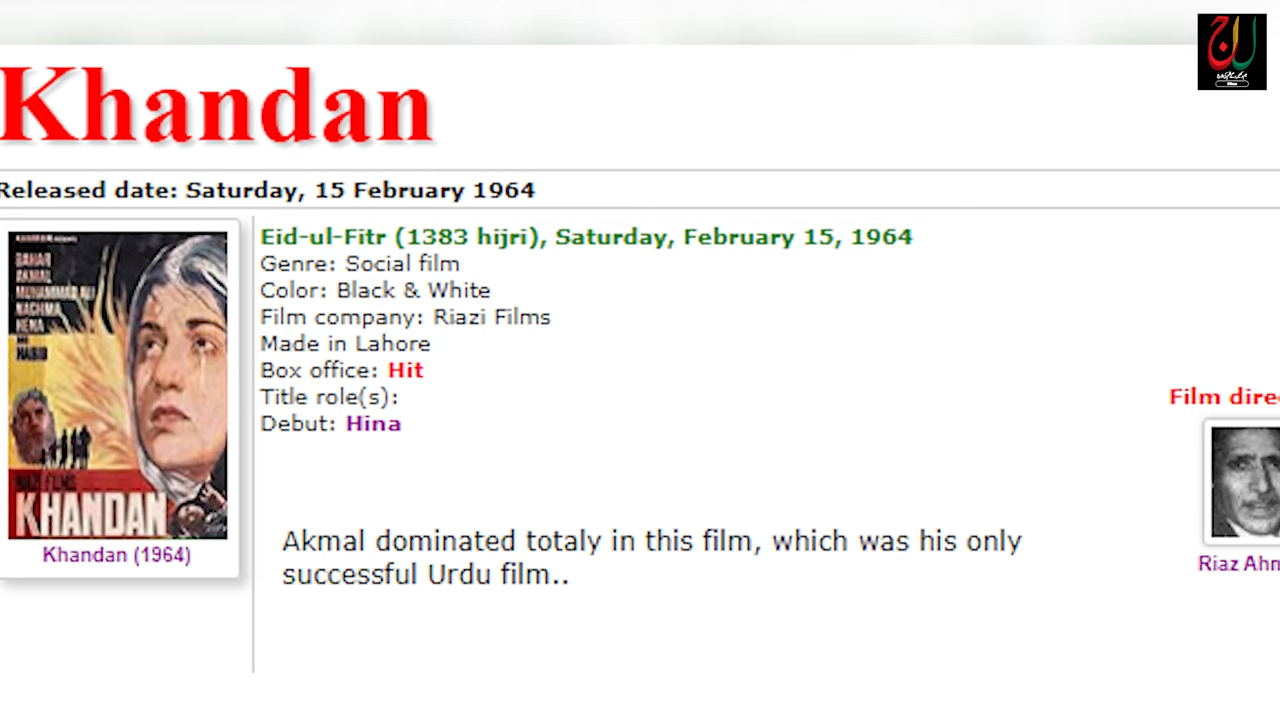 Khandan
Released date: Saturday, 15 February 1964
Eid-ul-Fitr (1383 hijri), Saturday, February 15, 1964
Genre: Social film
Color: Black & White
Film company: Riazi Films
Made in Lahore
Box office: Hit
Title role(s):
Debut: Hina
Film dire
Riaz Ahm
Akmal dominated totaly in this film, which was his only
successful Urdu film..
BAHAR
AKMAL
MUHAMMAD ALI
NAGHMA
HENA
AND
HABIB
FILMS
KHANDAN
Khandan (1964)